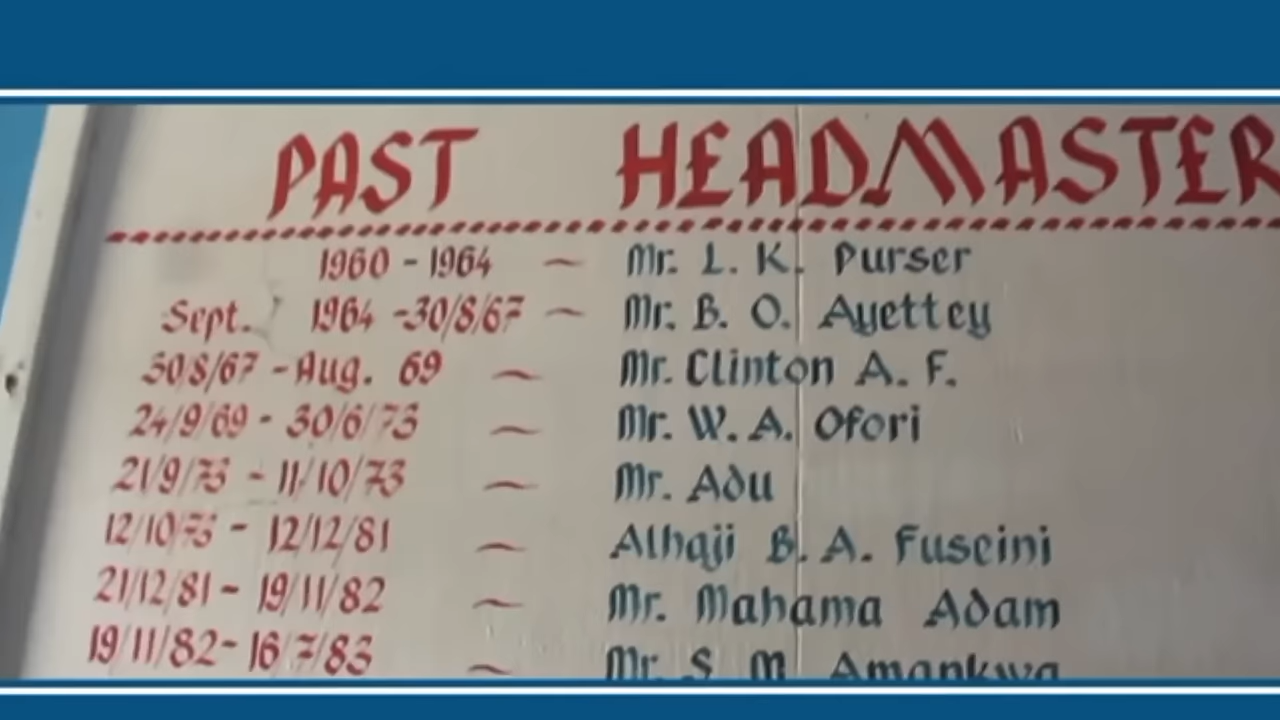 PAST HEADMASTER
1960 - 1964 — Mr. L. K. Purser
Sept. 1964 - 30/8/67 — Mr. B. O. Ayettey
30/8/67 - Aug. 69 — Mr. Clinton A. F.
24/9/69 - 30/6/73 — Mr. W. A. Ofori
21/9/73 - 11/10/73 — Mr. Adu
12/10/73 - 12/12/81 — Alhaji B. A. Fuseini
21/12/81 - 19/11/82 — Mr. Mahama Adam
19/11/82 - 16/7/83 — Mr. S. M. Amankwa